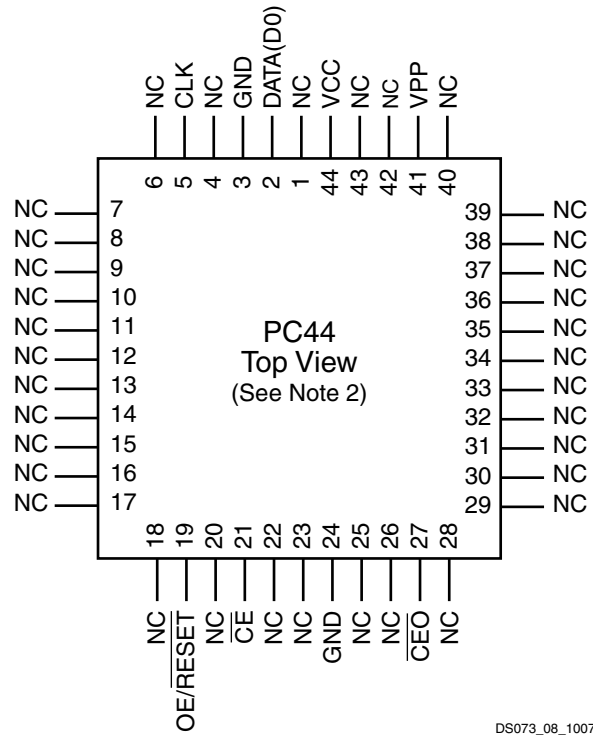 NC CLK NC GND DATA(D0) NC VCC NC NC VPP NC
6 5 4 3 2 1 44 43 42 41 40
NC 7 39 NC
NC 8 38 NC
NC 9 37 NC
NC 10 36 NC
NC 11 35 NC
NC 12 34 NC
NC 13 33 NC
NC 14 32 NC
NC 15 31 NC
NC 16 30 NC
NC 17 29 NC
PC44
Top View
(See Note 2)
18 19 20 21 22 23 24 25 26 27 28
NC OE/RESET NC CE NC NC GND NC NC CEO NC
DS073_08_1007